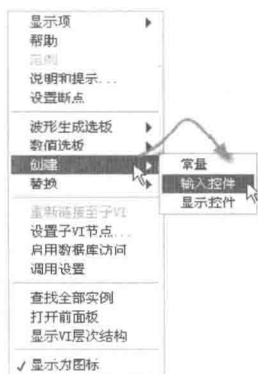 显示项
帮助
范例
说明和提示...
设置断点
波形生成选板
数值选板
创建
替换
常量
输入控件
显示控件
重新链接至子VI
设置子VI节点...
启用数据库访问
调用设置
查找全部实例
打开前面板
显示VI层次结构
✓ 显示为图标